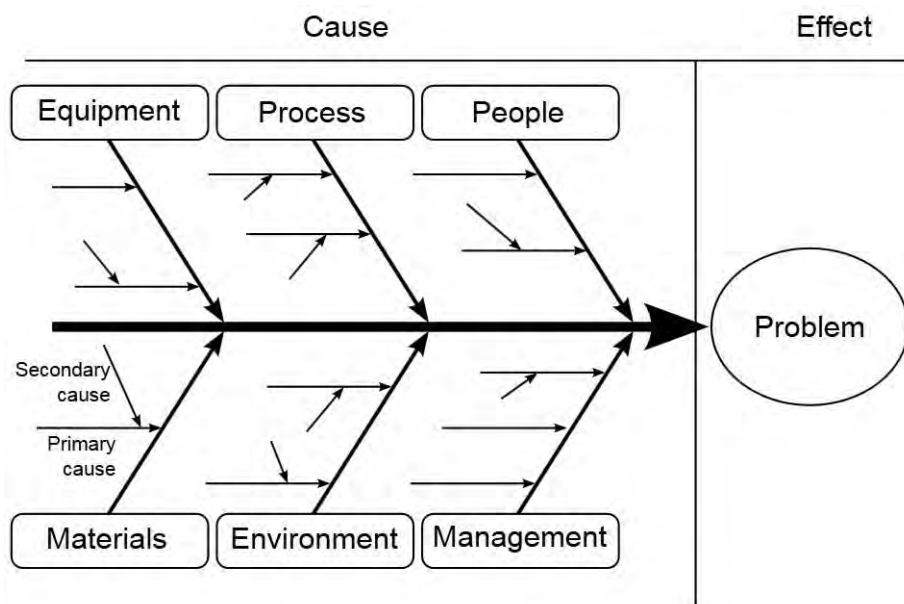 Cause
Effect
Equipment
Process
People
Problem
Secondary
cause
Primary
cause
Materials
Environment
Management